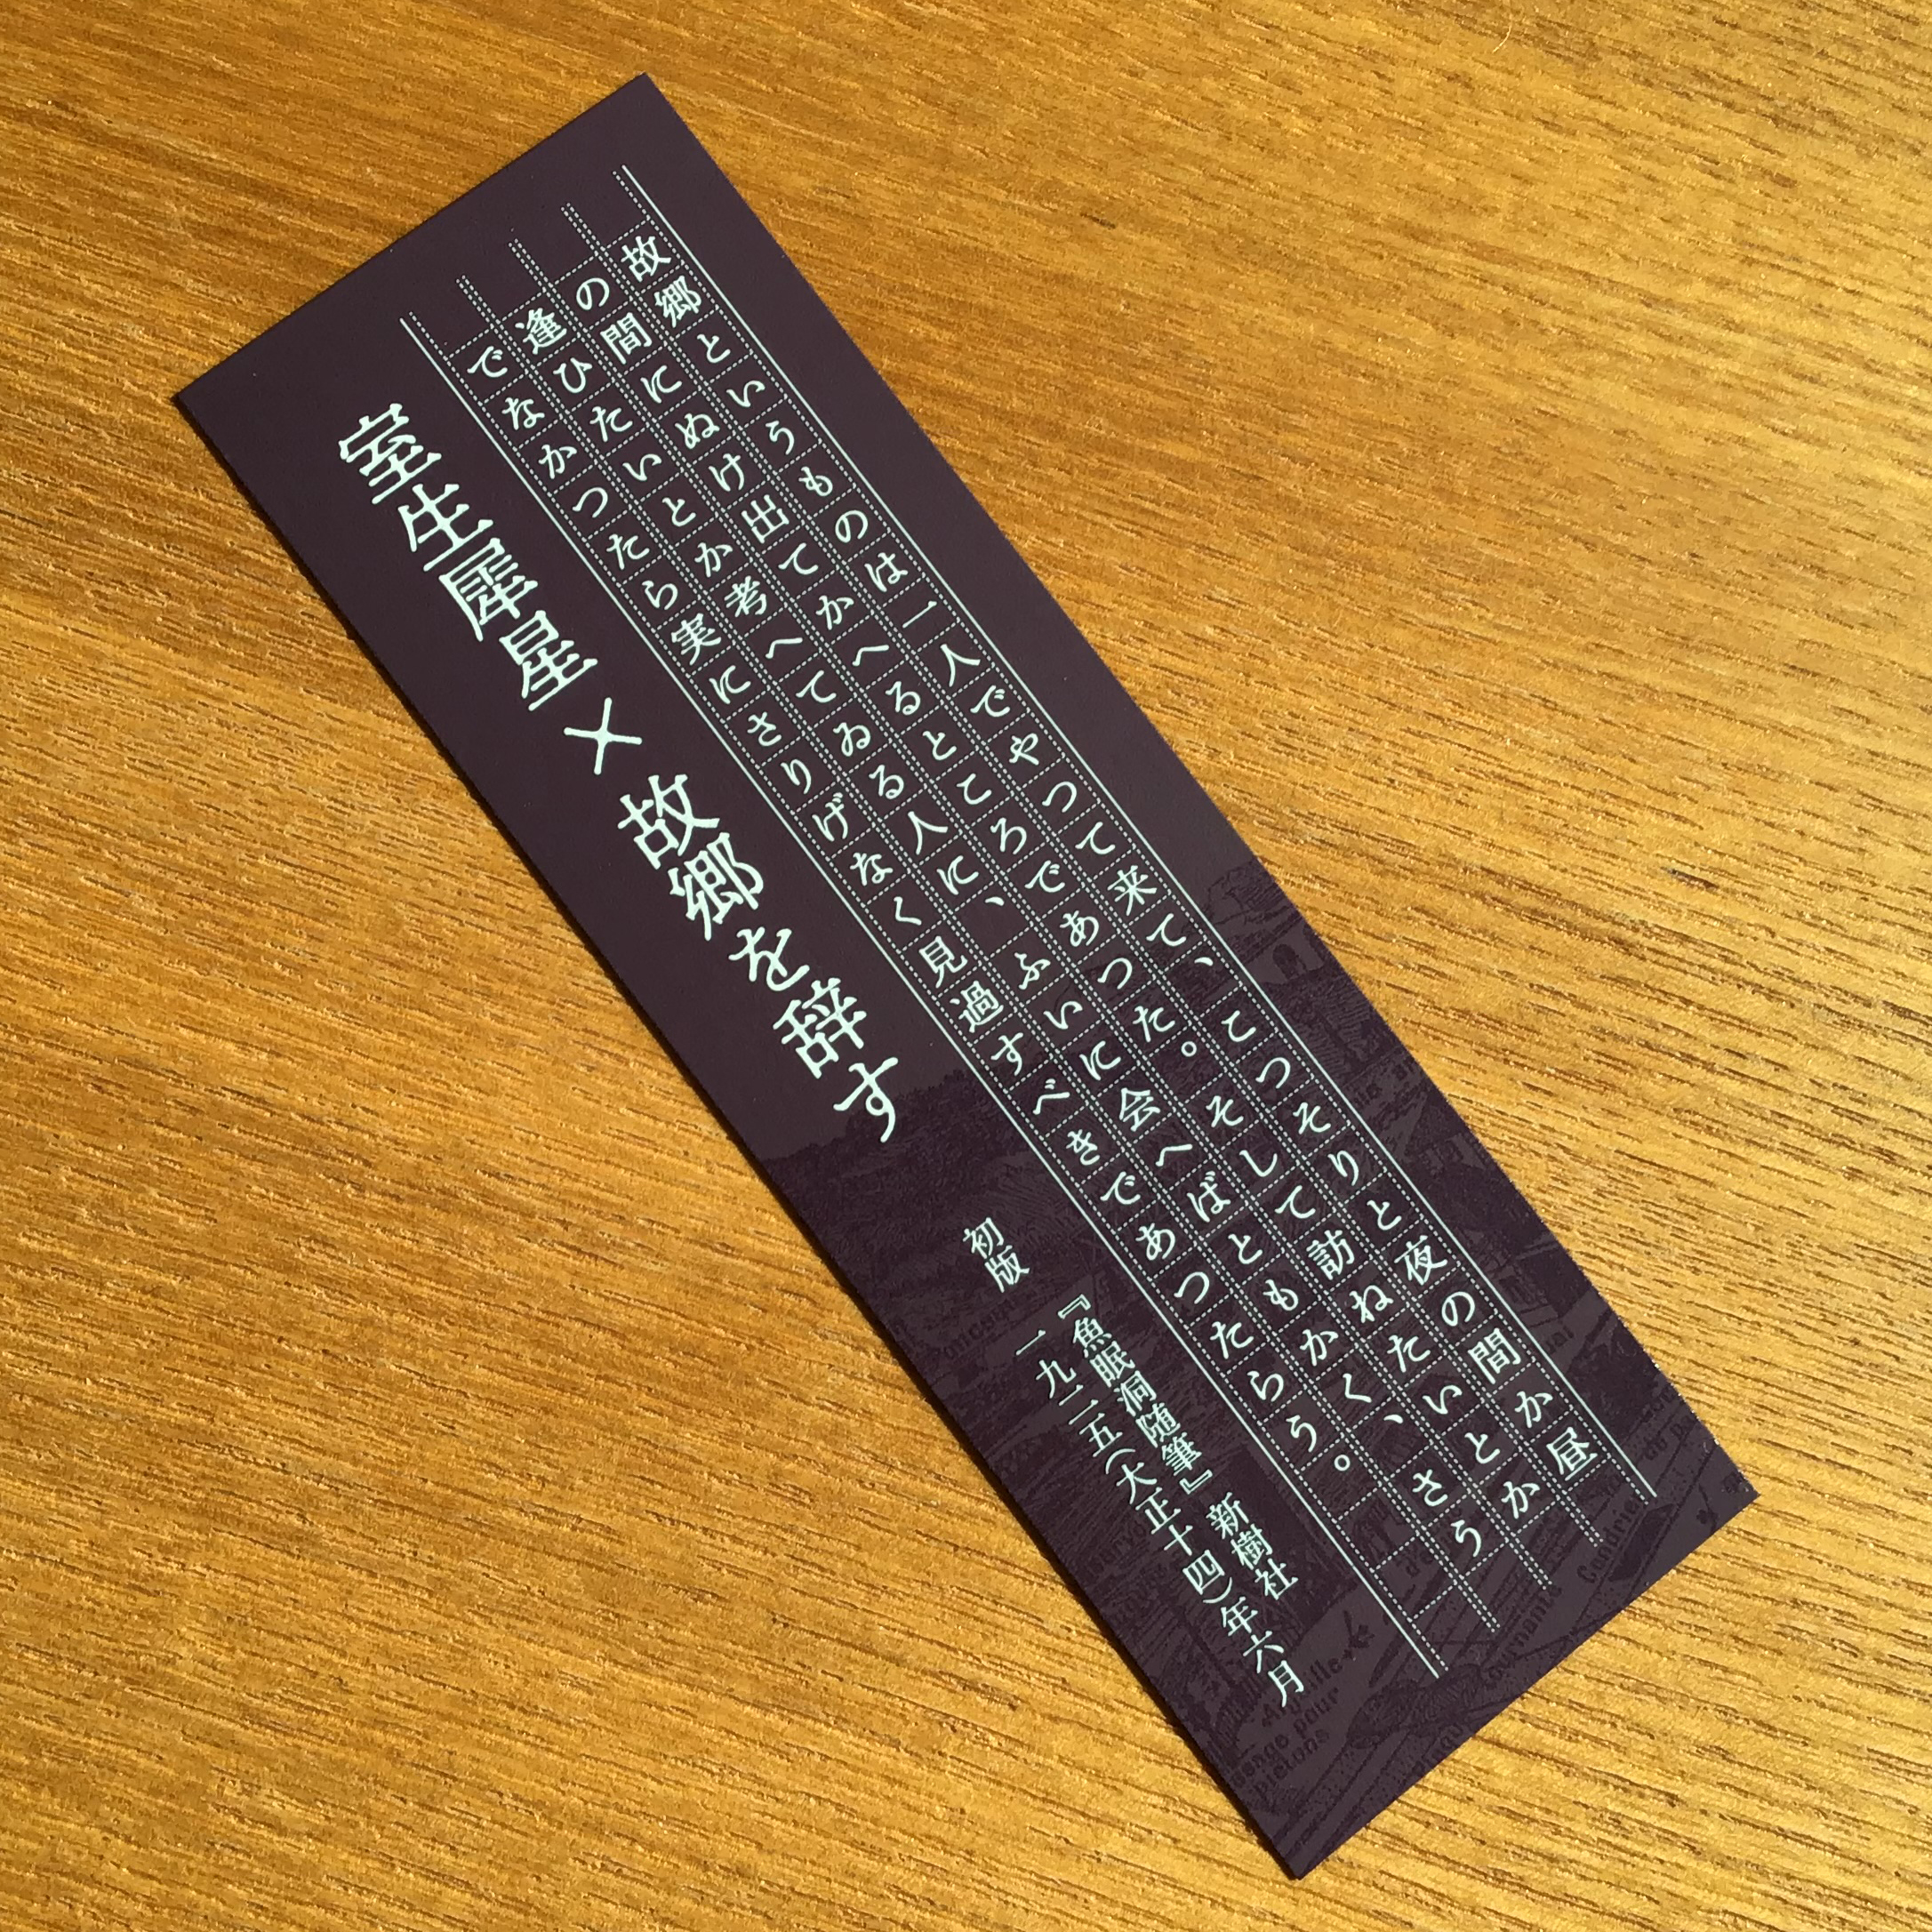 故郷というものは一人でやつて来て、こつそりと夜の間か昼
の間にぬけ出てかへるところであつた。そして訪ねたいとか
逢ひたいとか考へてゐる人に、ふいに会へばともかく、さう
でなかつたら実にさりげなく見過すべきであつたらう。
室生犀星×故郷を辞す
初版
『魚眠洞随筆』新樹社
一九二五(大正十四)年六月